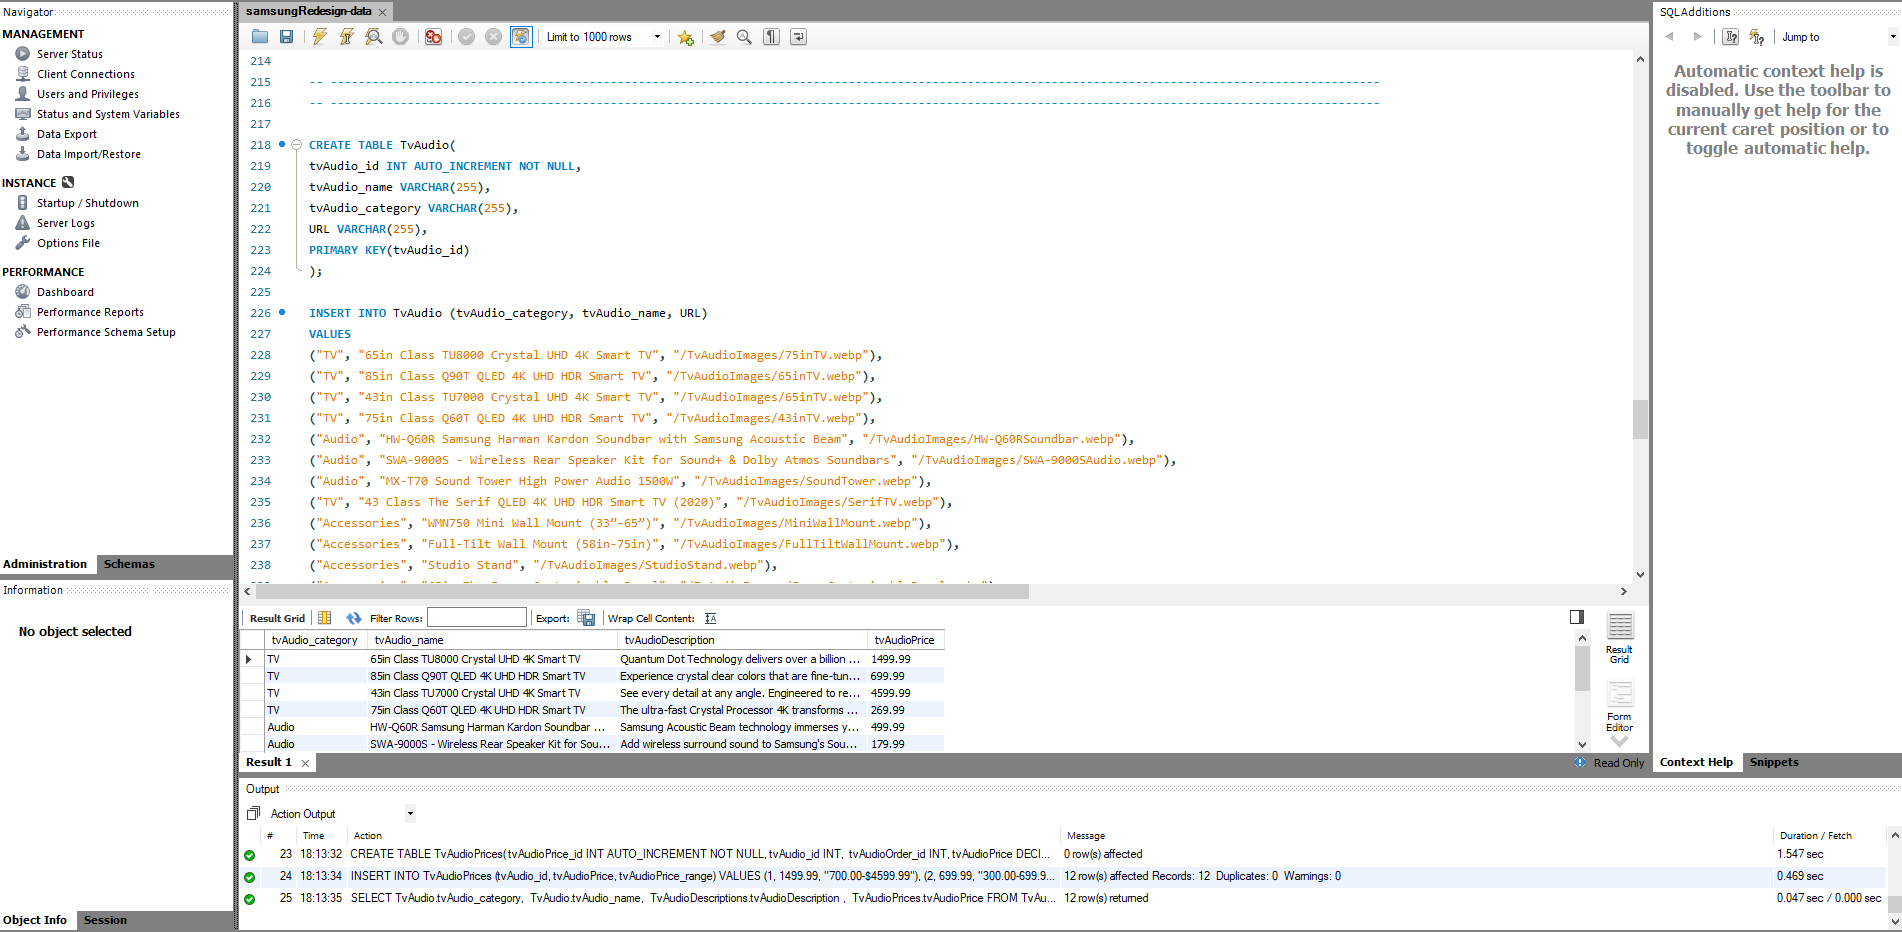 Navigator
MANAGEMENT
Server Status
Client Connections
Users and Privileges
Status and System Variables
Data Export
Data Import/Restore
INSTANCE
Startup / Shutdown
Server Logs
Options File
PERFORMANCE
Dashboard
Performance Reports
Performance Schema Setup
Administration Schemas
Information
No object selected
Object Info Session
samsungRedesign-data
Limit to 1000 rows
214
215 -- ------------------------------------------------------------------------------------------------------------------------------------------------------
216 -- ------------------------------------------------------------------------------------------------------------------------------------------------------
217
218 CREATE TABLE TvAudio(
219 tvAudio_id INT AUTO_INCREMENT NOT NULL,
220 tvAudio_name VARCHAR(255),
221 tvAudio_category VARCHAR(255),
222 URL VARCHAR(255),
223 PRIMARY KEY(tvAudio_id)
224 );
225
226 INSERT INTO TvAudio (tvAudio_category, tvAudio_name, URL)
227 VALUES
228 ("TV", "65in Class TU8000 Crystal UHD 4K Smart TV", "/TvAudioImages/75inTV.webp"),
229 ("TV", "85in Class Q90T QLED 4K UHD HDR Smart TV", "/TvAudioImages/65inTV.webp"),
230 ("TV", "43in Class TU7000 Crystal UHD 4K Smart TV", "/TvAudioImages/65inTV.webp"),
231 ("TV", "75in Class Q60T QLED 4K UHD HDR Smart TV", "/TvAudioImages/43inTV.webp"),
232 ("Audio", "HW-Q60R Samsung Harman Kardon Soundbar with Samsung Acoustic Beam", "/TvAudioImages/HW-Q60RSoundbar.webp"),
233 ("Audio", "SWA-9000S - Wireless Rear Speaker Kit for Sound+ & Dolby Atmos Soundbars", "/TvAudioImages/SWA-9000SAudio.webp"),
234 ("Audio", "MX-T70 Sound Tower High Power Audio 1500W", "/TvAudioImages/SoundTower.webp"),
235 ("TV", "43 Class The Serif QLED 4K UHD HDR Smart TV (2020)", "/TvAudioImages/SerifTV.webp"),
236 ("Accessories", "WMN750 Mini Wall Mount (33”-65”)", "/TvAudioImages/MiniWallMount.webp"),
237 ("Accessories", "Full-Tilt Wall Mount (58in-75in)", "/TvAudioImages/FullTiltWallMount.webp"),
238 ("Accessories", "Studio Stand", "/TvAudioImages/StudioStand.webp"),
Result Grid Filter Rows: Export: Wrap Cell Content:
tvAudio_category tvAudio_name tvAudioDescription tvAudioPrice
TV 65in Class TU8000 Crystal UHD 4K Smart TV Quantum Dot Technology delivers over a billion ... 1499.99
TV 85in Class Q90T QLED 4K UHD HDR Smart TV Experience crystal clear colors that are fine-tun... 699.99
TV 43in Class TU7000 Crystal UHD 4K Smart TV See every detail at any angle. Engineered to re... 4599.99
TV 75in Class Q60T QLED 4K UHD HDR Smart TV The ultra-fast Crystal Processor 4K transforms ... 269.99
Audio HW-Q60R Samsung Harman Kardon Soundbar ... Samsung Acoustic Beam technology immerses y... 499.99
Audio SWA-9000S - Wireless Rear Speaker Kit for Sou... Add wireless surround sound to Samsung's Sou... 179.99
Result Grid
Form Editor
Result 1
Read Only
Output
Action Output
# Time Action Message Duration / Fetch
23 18:13:32 CREATE TABLE TvAudioPrices( tvAudioPrice_id INT AUTO_INCREMENT NOT NULL, tvAudio_id INT, tvAudioOrder_id INT, tvAudioPrice DECI... 0 row(s) affected 1.547 sec
24 18:13:34 INSERT INTO TvAudioPrices (tvAudio_id, tvAudioPrice, tvAudioPrice_range) VALUES (1, 1499.99, "700.00-$4599.99"), (2, 699.99, "300.00-699.9... 12 row(s) affected Records: 12 Duplicates: 0 Warnings: 0 0.469 sec
25 18:13:35 SELECT TvAudio.tvAudio_category, TvAudio.tvAudio_name, TvAudioDescriptions.tvAudioDescription , TvAudioPrices.tvAudioPrice FROM TvAu... 12 row(s) returned 0.047 sec / 0.000 sec
SQLAdditions
Jump to
Automatic context help is
disabled. Use the toolbar to
manually get help for the
current caret position or to
toggle automatic help.
Context Help Snippets